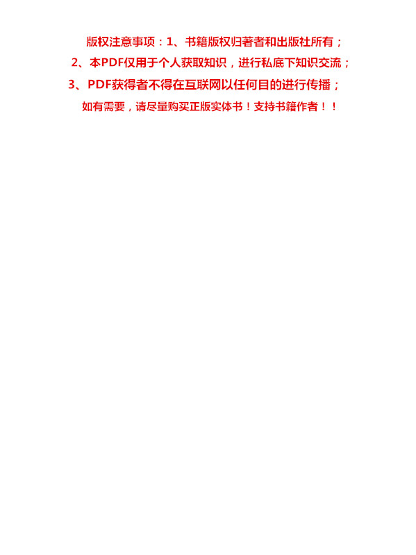 版权注意事项：1、书籍版权归著者和出版社所有；
2、本PDF仅用于个人获取知识，进行私底下知识交流；
3、PDF获得者不得在互联网以任何目的进行传播；
如有需要，请尽量购买正版实体书！支持书籍作者！！